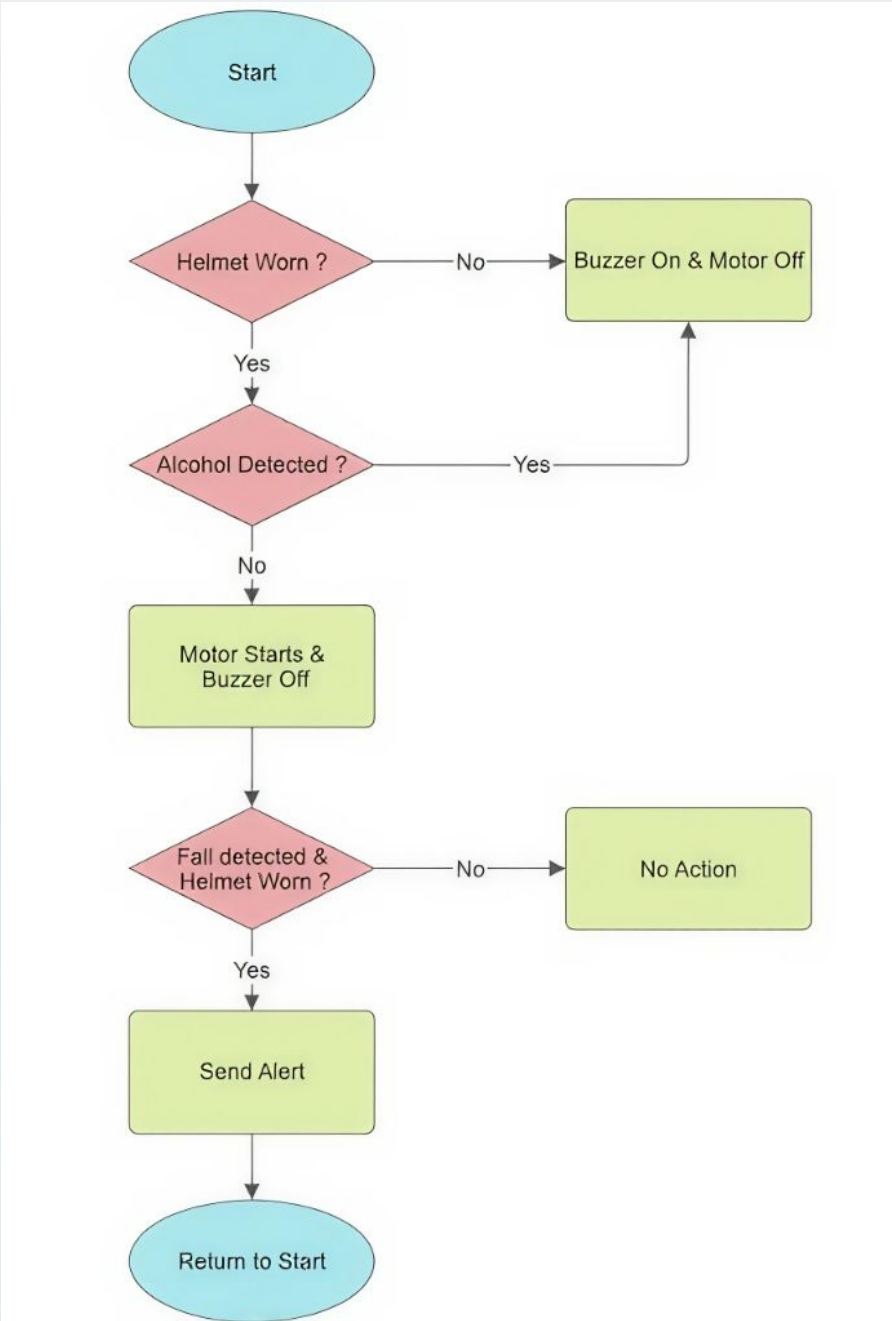 Start
Helmet Worn ?
No
Buzzer On & Motor Off
Yes
Alcohol Detected ?
Yes
No
Motor Starts &
Buzzer Off
Fall detected &
Helmet Worn ?
No
No Action
Yes
Send Alert
Return to Start